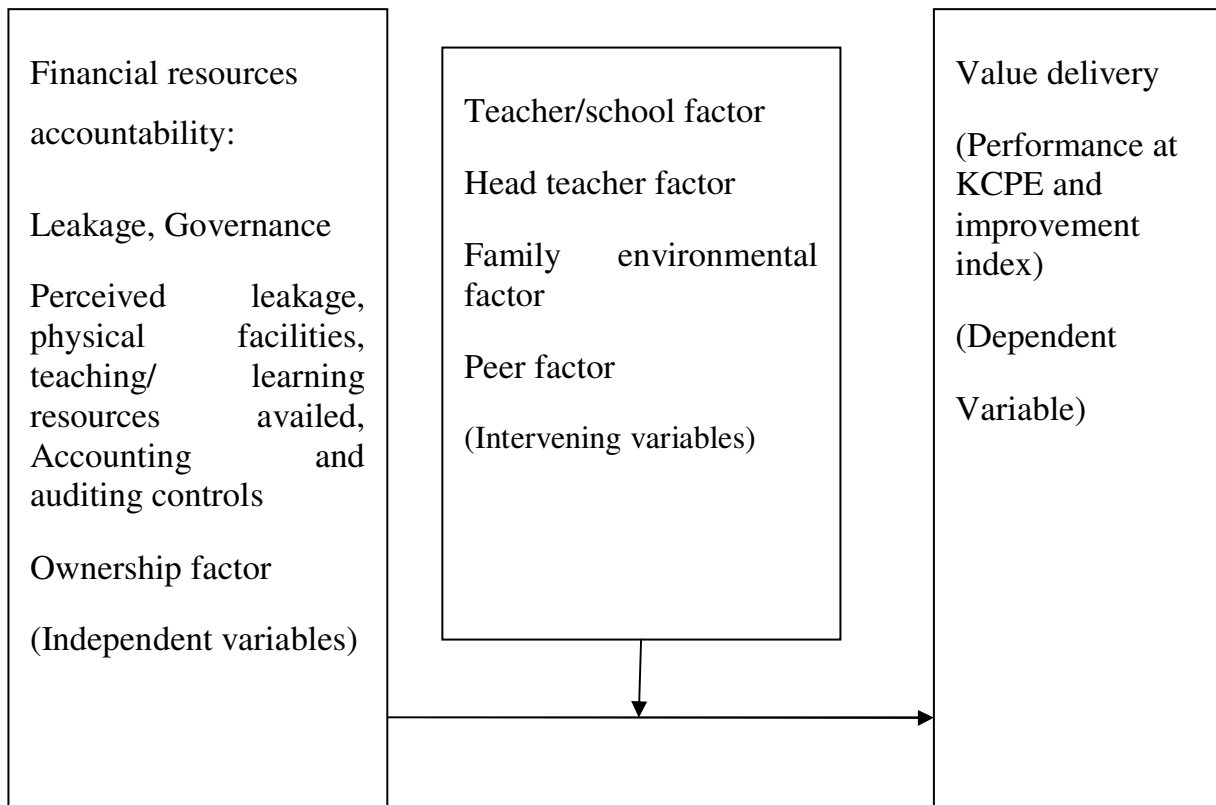 Financial resources
accountability:
Leakage, Governance
Perceived leakage,
physical facilities,
teaching/ learning
resources availed,
Accounting and
auditing controls
Ownership factor
(Independent variables)
Teacher/school factor
Head teacher factor
Family environmental
factor
Peer factor
(Intervening variables)
Value delivery
(Performance at
KCPE and
improvement
index)
(Dependent
Variable)